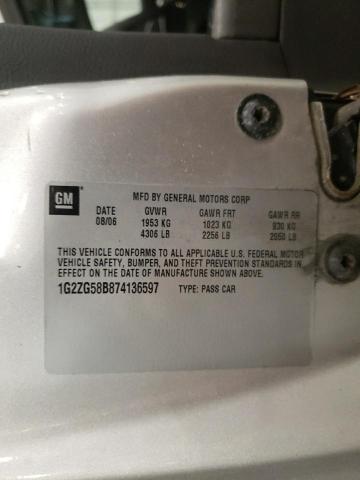 GM
MFD BY GENERAL MOTORS CORP
DATE GVWR GAWR FRT GAWR RR
08/06 1953 KG 1023 KG 930 KG
4306 LB 2256 LB 2050 LB
THIS VEHICLE CONFORMS TO ALL APPLICABLE U.S. FEDERAL MOTOR
VEHICLE SAFETY, BUMPER, AND THEFT PREVENTION STANDARDS IN
EFFECT ON THE DATE OF MANUFACTURE SHOWN ABOVE.
1G2ZG58B874136597 TYPE: PASS CAR